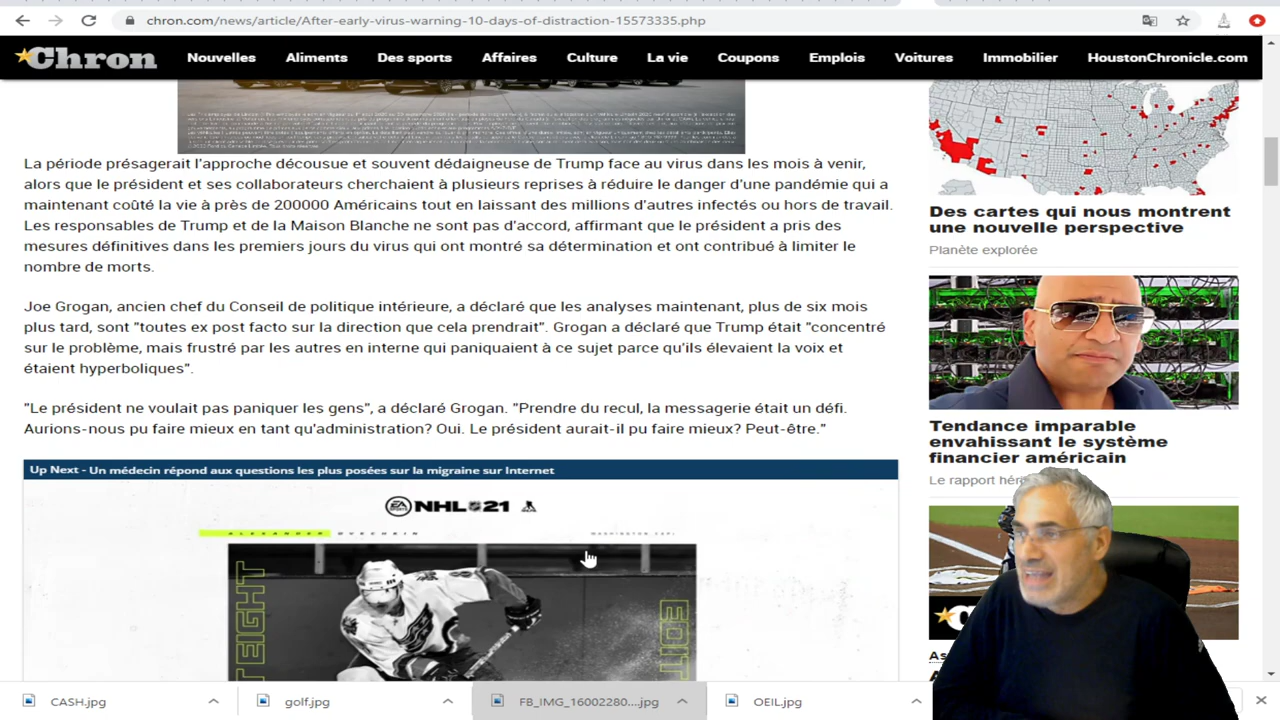 chron.com/news/article/After-early-virus-warning-10-days-of-distraction-15573335.php
Chron
Nouvelles Aliments Des sports Affaires Culture La vie Coupons Emplois Voitures Immobilier HoustonChronicle.com
La période présagerait l'approche décousue et souvent dédaigneuse de Trump face au virus dans les mois à venir,
alors que le président et ses collaborateurs cherchaient à plusieurs reprises à réduire le danger d'une pandémie qui a
maintenant coûté la vie à près de 200000 Américains tout en laissant des millions d'autres infectés ou hors de travail.
Les responsables de Trump et de la Maison Blanche ne sont pas d'accord, affirmant que le président a pris des
mesures définitives dans les premiers jours du virus qui ont montré sa détermination et ont contribué à limiter le
nombre de morts.
Joe Grogan, ancien chef du Conseil de politique intérieure, a déclaré que les analyses maintenant, plus de six mois
plus tard, sont "toutes ex post facto sur la direction que cela prendrait". Grogan a déclaré que Trump était "concentré
sur le problème, mais frustré par les autres en interne qui paniquaient à ce sujet parce qu'ils élevaient la voix et
étaient hyperboliques".
"Le président ne voulait pas paniquer les gens", a déclaré Grogan. "Prendre du recul, la messagerie était un défi.
Aurions-nous pu faire mieux en tant qu'administration? Oui. Le président aurait-il pu faire mieux? Peut-être."
Up Next - Un médecin répond aux questions les plus posées sur la migraine sur Internet
EA SPORTS NHL 21
ALEXANDER OVECHKIN
EIGHT
EDIT
Des cartes qui nous montrent
une nouvelle perspective
Planète explorée
Tendance imparable
envahissant le système
financier américain
Le rapport
CASH.jpg golf.jpg FB_IMG_16002280....jpg OEIL.jpg